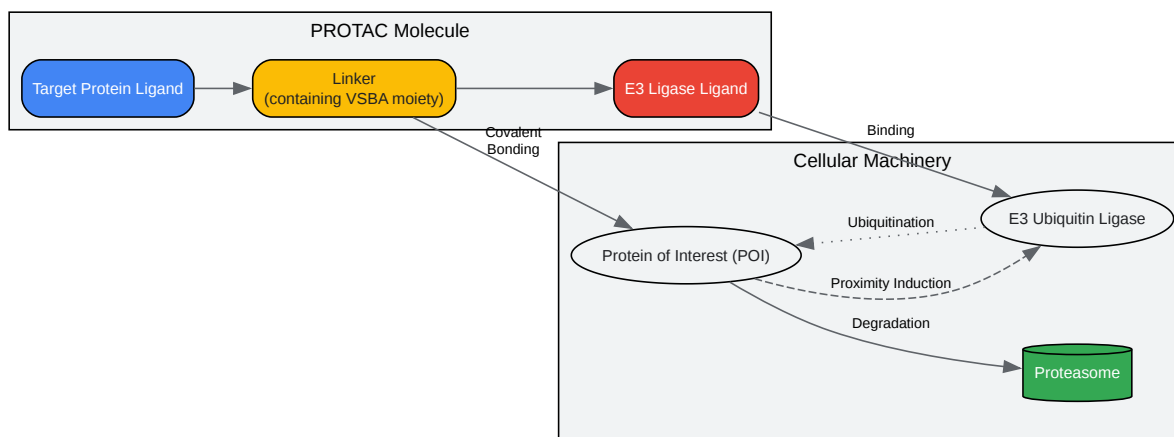 PROTAC Molecule
Target Protein Ligand
Linker
(containing VSBA moiety)
E3 Ligase Ligand
Covalent
Bonding
Binding
Cellular Machinery
E3 Ubiquitin Ligase
Ubiquitination
Protein of Interest (POI)
Proximity Induction
Degradation
Proteasome